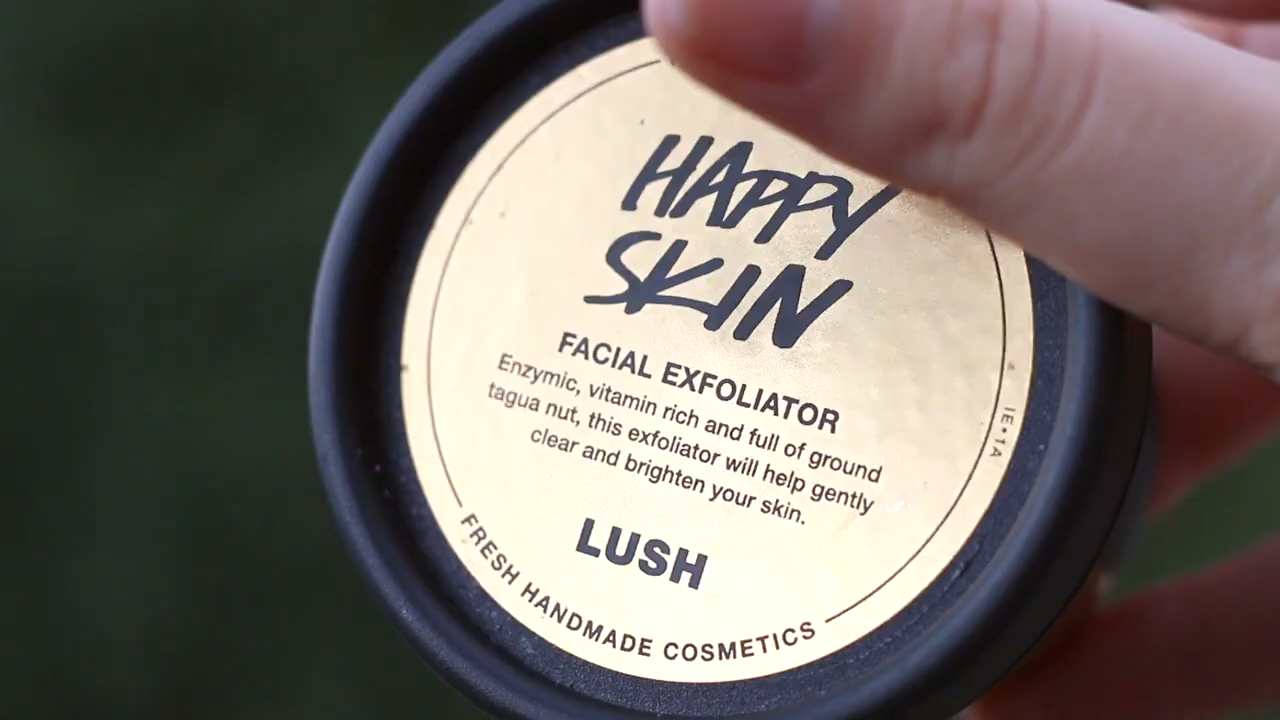 HAPPY
SKIN
FACIAL EXFOLIATOR
Enzymic, vitamin rich and full of ground
tagua nut, this exfoliator will help gently
clear and brighten your skin.
LUSH
FRESH HANDMADE COSMETICS
IE•1A